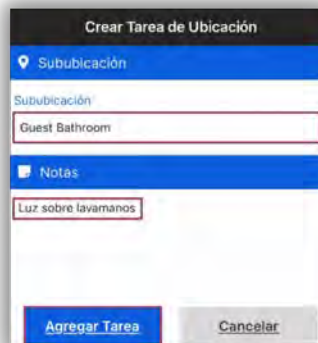 Crear Tarea de Ubicación
Sububicación
Sububicación
Guest Bathroom
Notas
Luz sobre lavamanos
Agregar Tarea
Cancelar